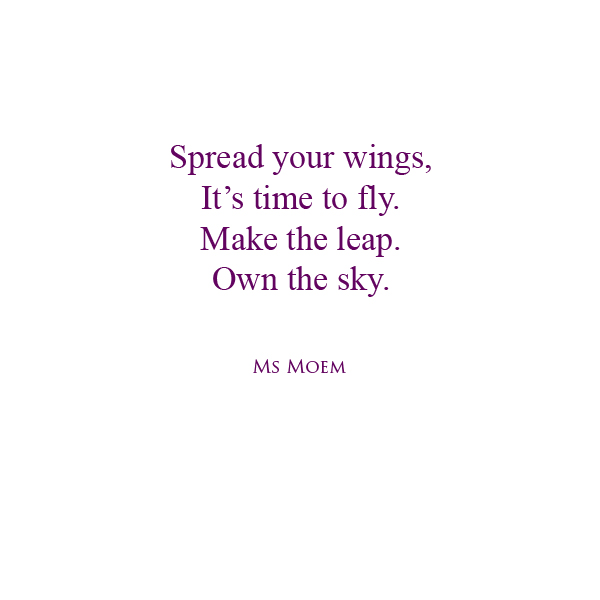 Spread your wings,
It’s time to fly.
Make the leap.
Own the sky.
Ms Moem